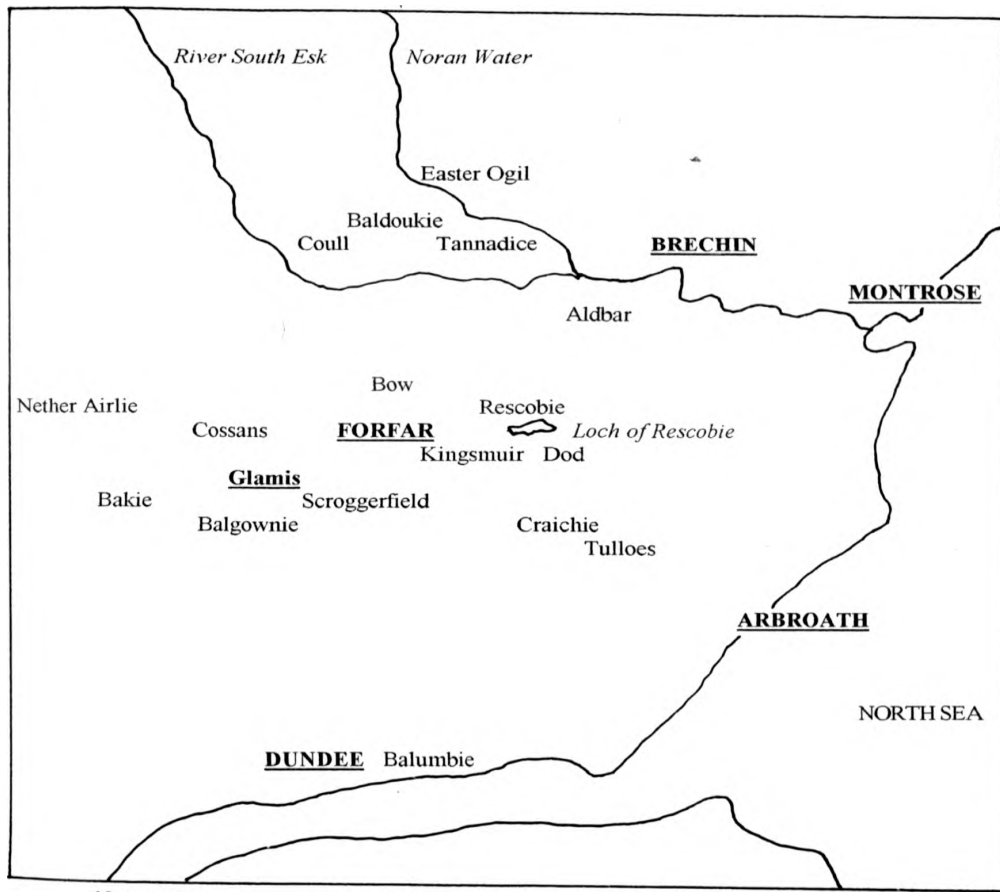 River South Esk
Noran Water
Easter Ogil
Baldoukie
Coull
Tannadice
BRECHIN
MONTROSE
Aldbar
Bow
Nether Airlie
Rescobie
Cossans
FORFAR
Loch of Rescobie
Kingsmuir
Dod
Glamis
Bakie
Scroggerfield
Balgownie
Craichie
Tulloes
ARBROATH
NORTH SEA
DUNDEE
Balumbie